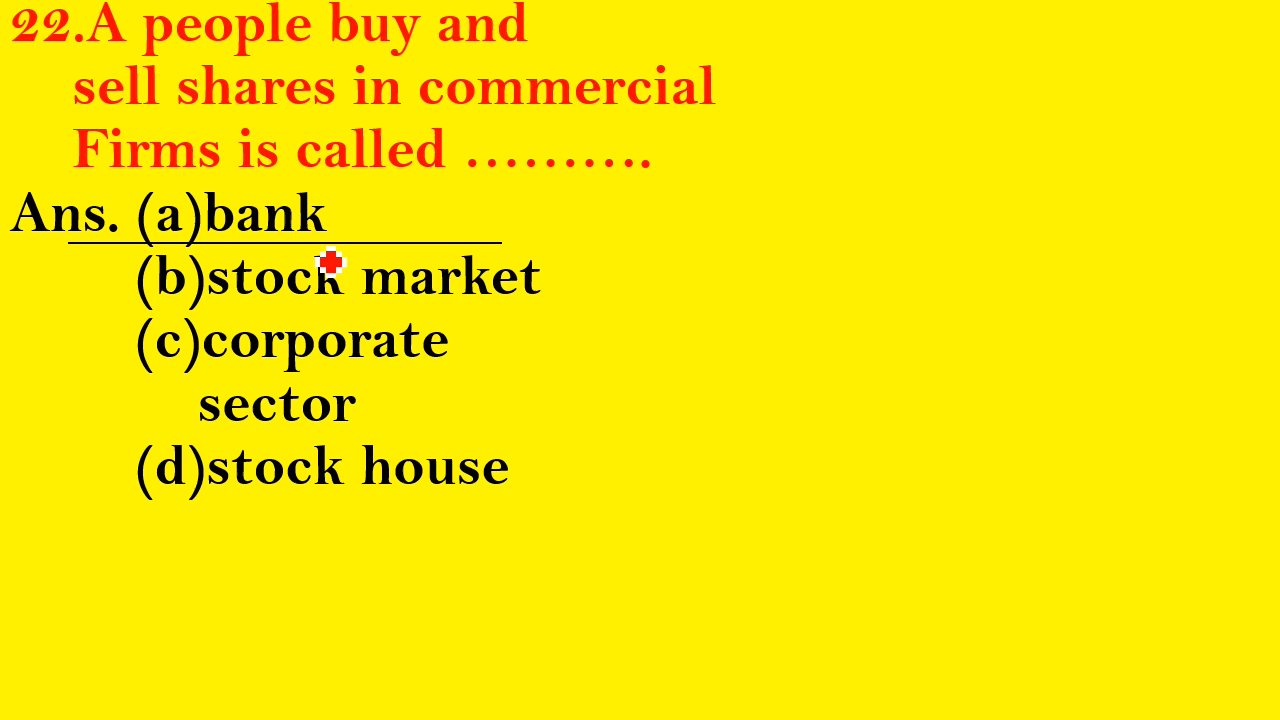 22.A people buy and
sell shares in commercial
Firms is called ……….
Ans. (a)bank
(b)stock market
(c)corporate
sector
(d)stock house